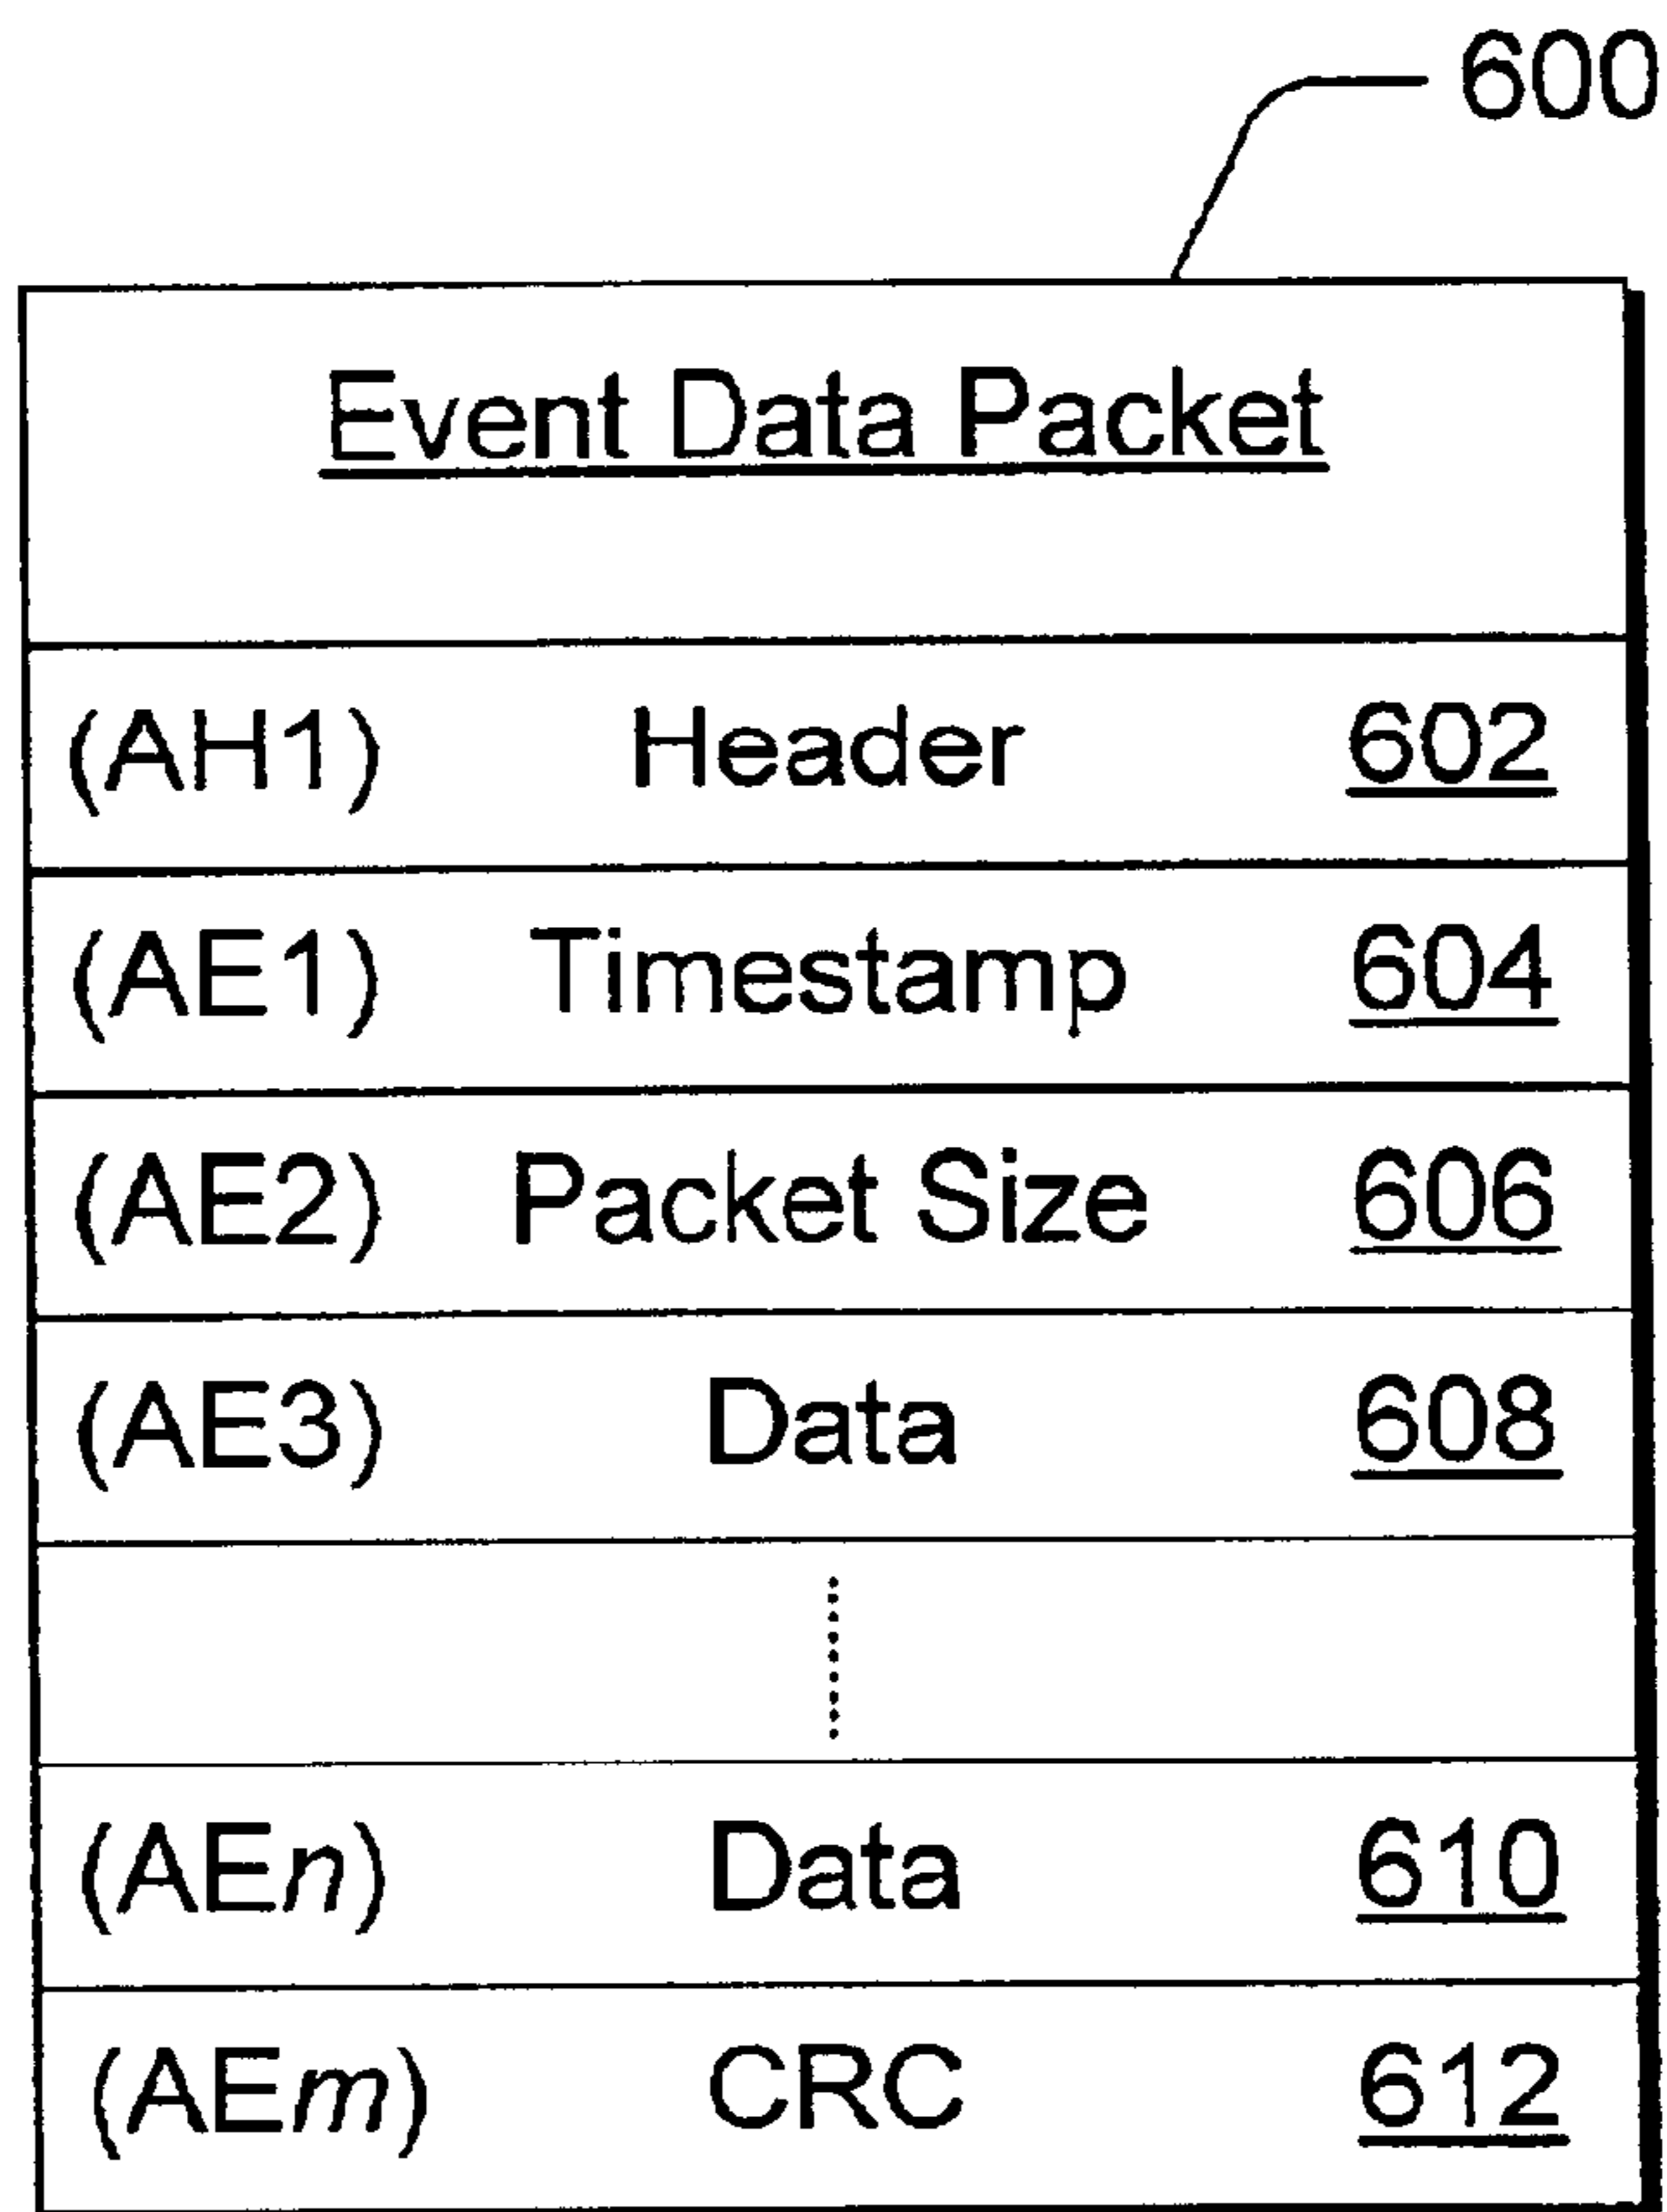 600
Event Data Packet
(AH1) Header 602
(AE1) Timestamp 604
(AE2) Packet Size 606
(AE3) Data 608
(AEn) Data 610
(AEm) CRC 612